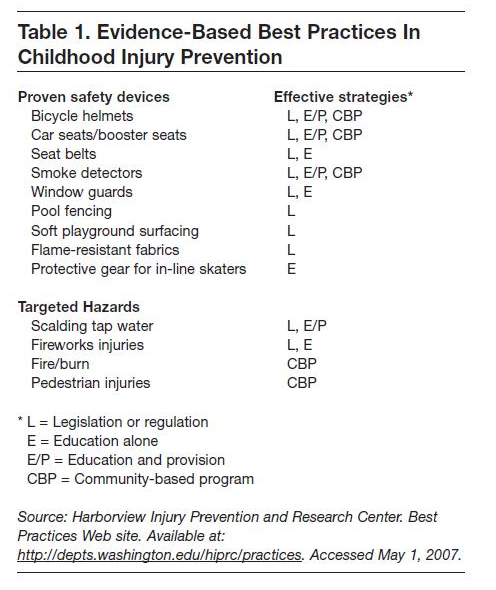 Table 1. Evidence-Based Best Practices In
Childhood Injury Prevention
Proven safety devices Effective strategies*
Bicycle helmets L, E/P, CBP
Car seats/booster seats L, E/P, CBP
Seat belts L, E
Smoke detectors L, E/P, CBP
Window guards L, E
Pool fencing L
Soft playground surfacing L
Flame-resistant fabrics L
Protective gear for in-line skaters E
Targeted Hazards
Scalding tap water L, E/P
Fireworks injuries L, E
Fire/burn CBP
Pedestrian injuries CBP
* L = Legislation or regulation
E = Education alone
E/P = Education and provision
CBP = Community-based program
Source: Harborview Injury Prevention and Research Center. Best
Practices Web site. Available at:
http://depts.washington.edu/hiprc/practices. Accessed May 1, 2007.